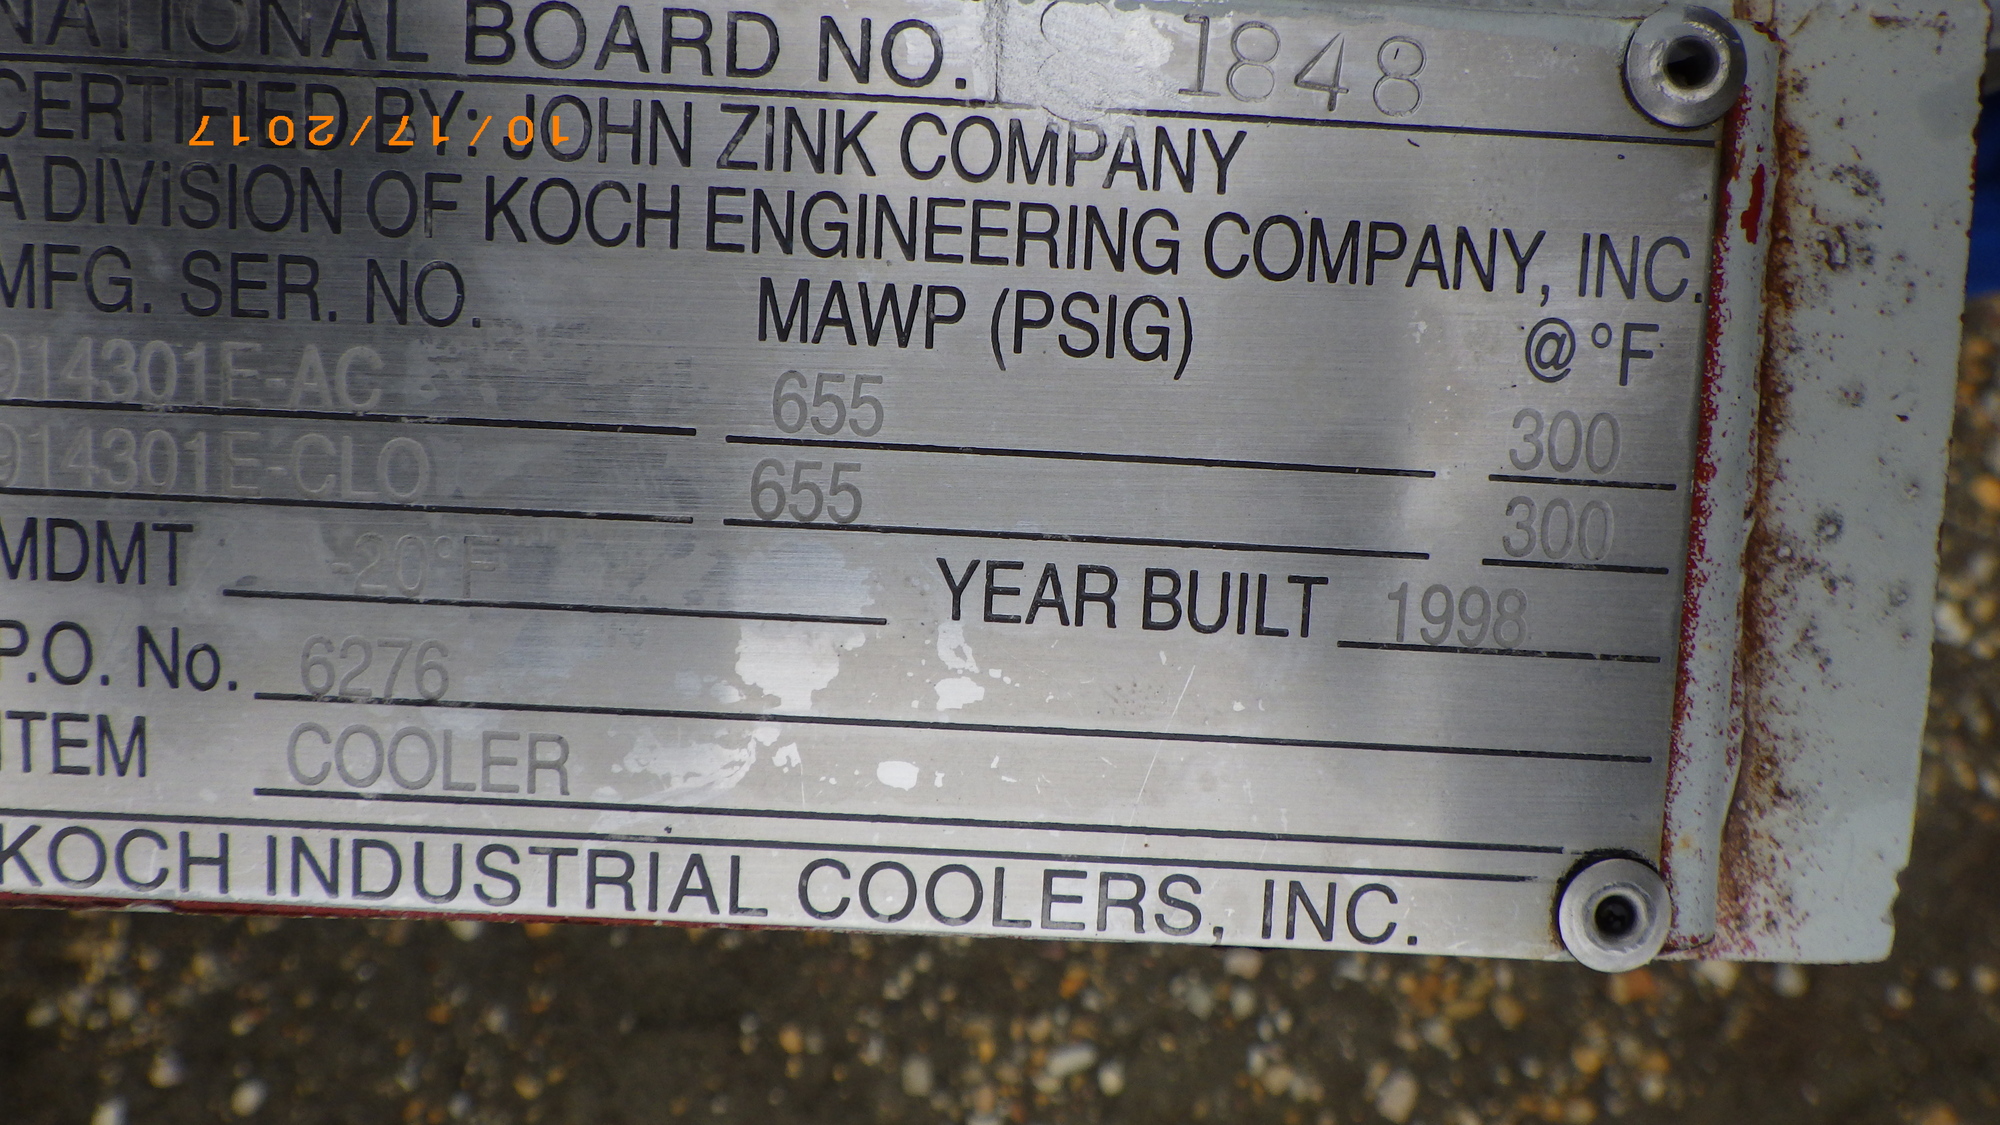 NATIONAL BOARD NO. 1848
CERTIFIED BY: JOHN ZINK COMPANY
10/17/2017
A DIVISION OF KOCH ENGINEERING COMPANY, INC.
MFG. SER. NO. MAWP (PSIG) @ °F
914301E-AC 655 300
914301E-CLO 655 300
MDMT -20°F YEAR BUILT 1998
P.O. No. 6276
ITEM COOLER
KOCH INDUSTRIAL COOLERS, INC.